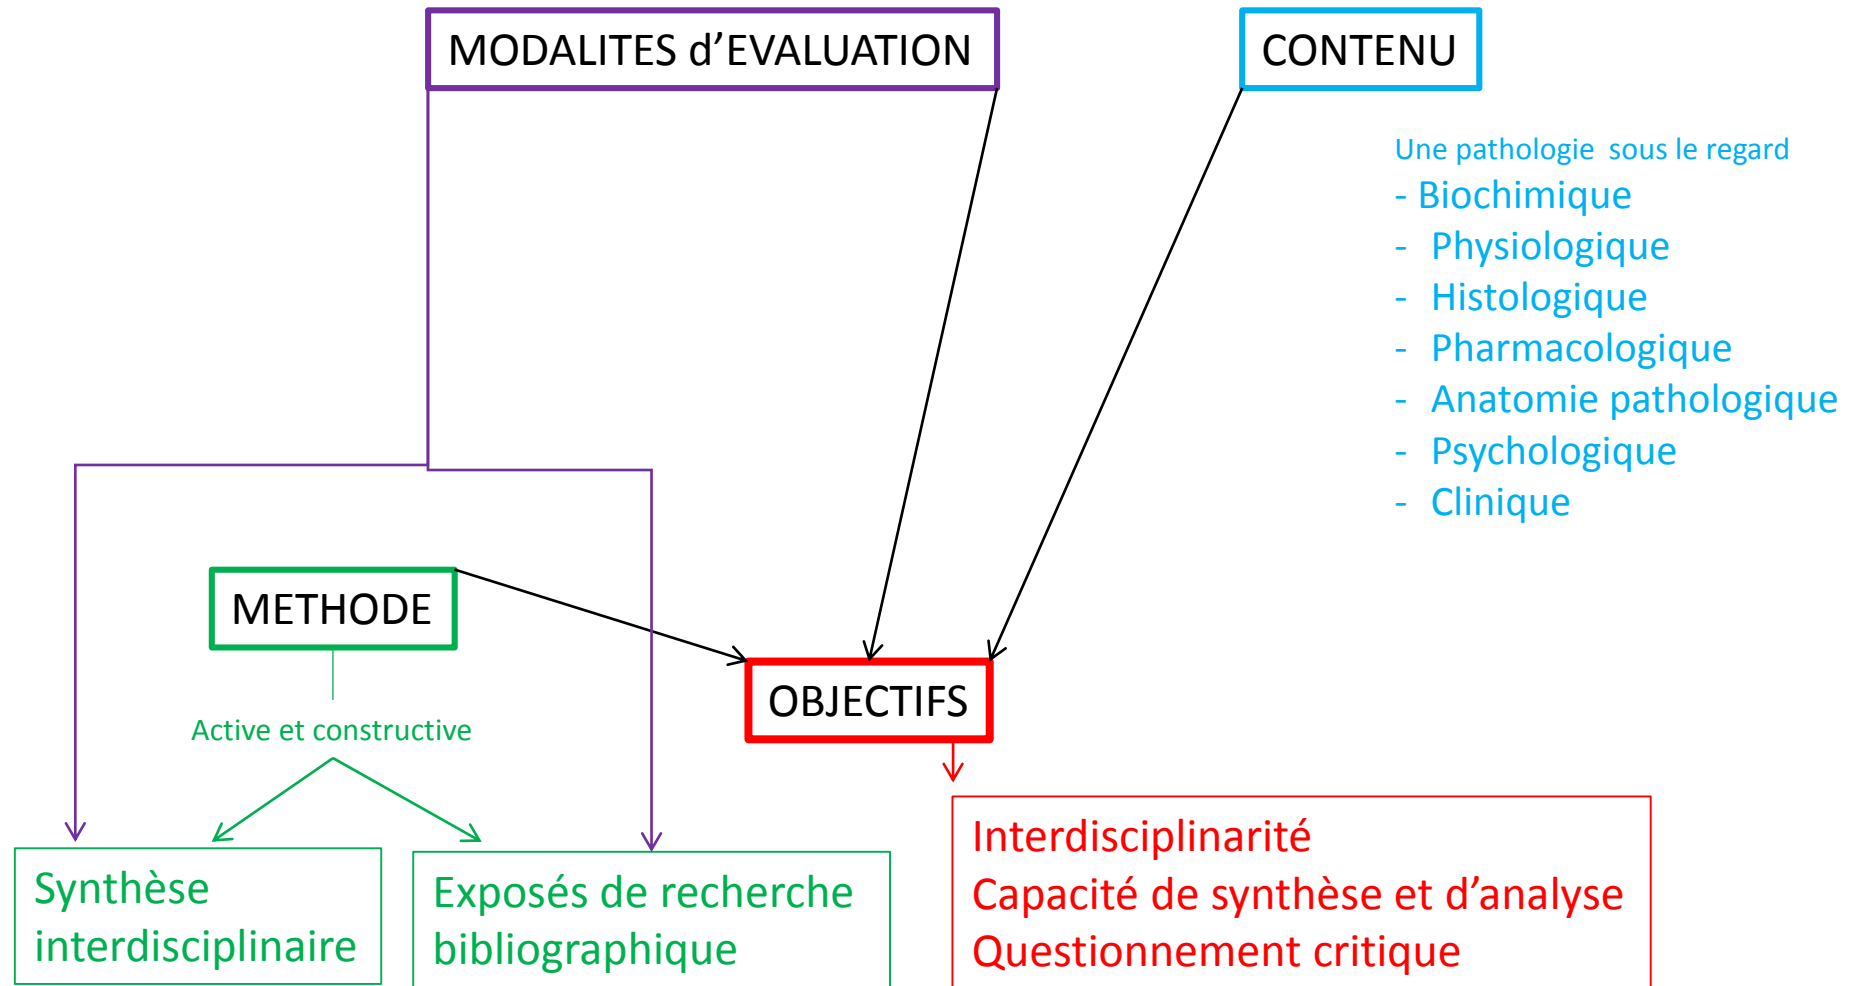 MODALITES d’EVALUATION
CONTENU
Une pathologie sous le regard
- Biochimique
- Physiologique
- Histologique
- Pharmacologique
- Anatomie pathologique
- Psychologique
- Clinique
METHODE
OBJECTIFS
Active et constructive
Synthèse
interdisciplinaire
Exposés de recherche
bibliographique
Interdisciplinarité
Capacité de synthèse et d’analyse
Questionnement critique